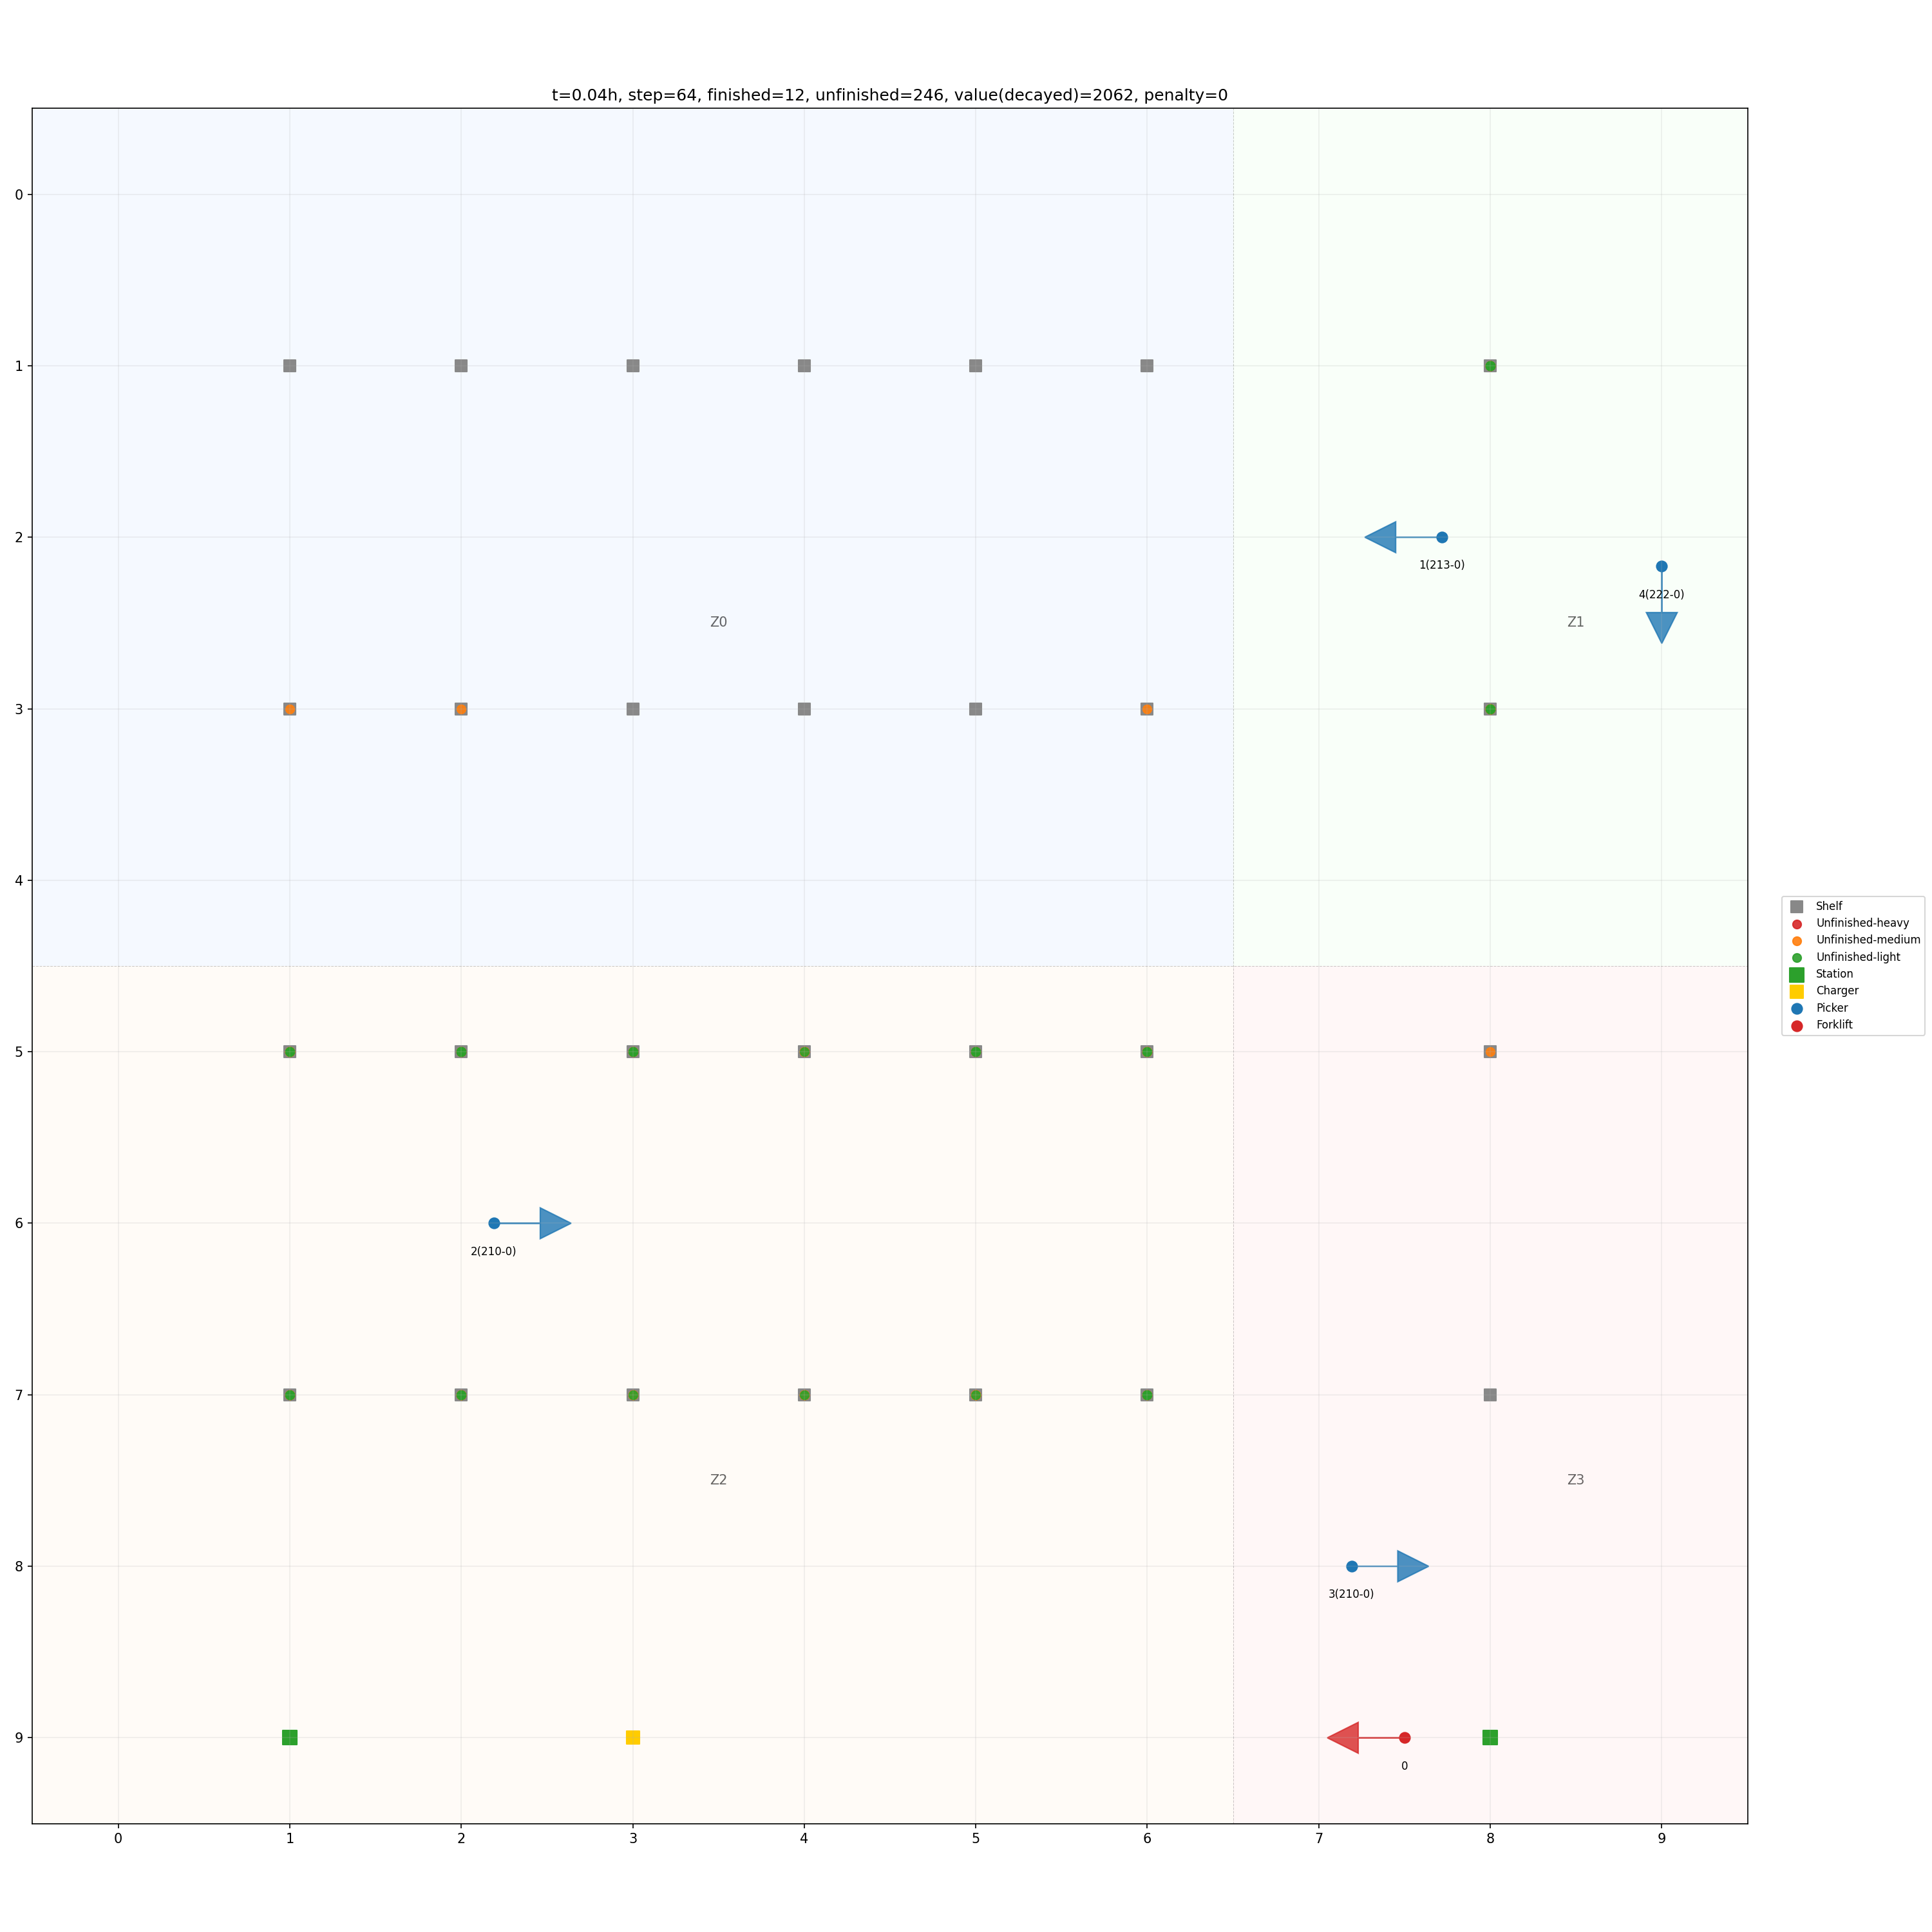 t=0.04h, step=64, finished=12, unfinished=246, value(decayed)=2062, penalty=0
0
1
2
1(213-0)
4(222-0)
Z0
Z1
3
4
Shelf
Unfinished-heavy
Unfinished-medium
Unfinished-light
Station
Charger
Picker
Forklift
5
6
2(210-0)
7
Z2
Z3
8
3(210-0)
9
0
0 1 2 3 4 5 6 7 8 9